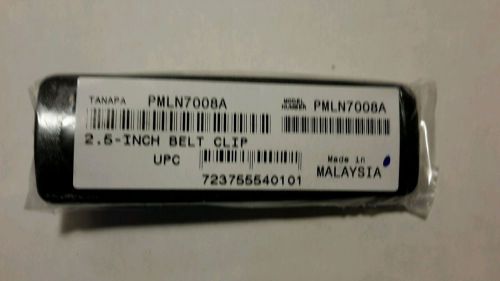 TANAPA PMLN7008A
MODEL NUMBER PMLN7008A
2.5-INCH BELT CLIP
UPC
723755540101
Made in
MALAYSIA